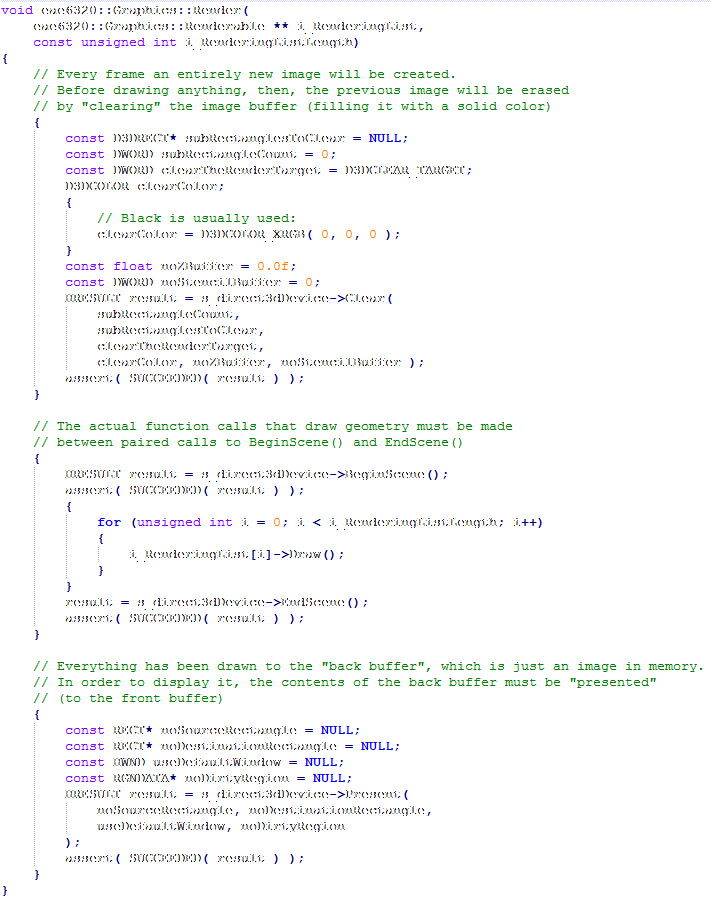 void eae6320::Graphics::Render(
    eae6320::Graphics::Renderable ** i_RenderingList,
    const unsigned int i_RenderingListLength)
{
    // Every frame an entirely new image will be created.
    // Before drawing anything, then, the previous image will be erased
    // by "clearing" the image buffer (filling it with a solid color)
    {
        const D3DRECT* subRectanglesToClear = NULL;
        const DWORD subRectangleCount = 0;
        const DWORD clearTheRenderTarget = D3DCLEAR_TARGET;
        D3DCOLOR clearColor;
        {
            // Black is usually used:
            clearColor = D3DCOLOR_XRGB( 0, 0, 0 );
        }
        const float noZBuffer = 0.0f;
        const DWORD noStencilBuffer = 0;
        HRESULT result = s_direct3dDevice->Clear(
            subRectangleCount,
            subRectanglesToClear,
            clearTheRenderTarget,
            clearColor, noZBuffer, noStencilBuffer );
        assert( SUCCEEDED( result ) );
    }

    // The actual function calls that draw geometry must be made
    // between paired calls to BeginScene() and EndScene()
    {
        HRESULT result = s_direct3dDevice->BeginScene();
        assert( SUCCEEDED( result ) );
        {
            for (unsigned int i = 0; i < i_RenderingListLength; i++)
            {
                i_RenderingList[i]->Draw();
            }
        }
        result = s_direct3dDevice->EndScene();
        assert( SUCCEEDED( result ) );
    }

    // Everything has been drawn to the "back buffer", which is just an image in memory.
    // In order to display it, the contents of the back buffer must be "presented"
    // (to the front buffer)
    {
        const RECT* noSourceRectangle = NULL;
        const RECT* noDestinationRectangle = NULL;
        const HWND useDefaultWindow = NULL;
        const RGNDATA* noDirtyRegion = NULL;
        HRESULT result = s_direct3dDevice->Present(
            noSourceRectangle, noDestinationRectangle,
            useDefaultWindow, noDirtyRegion
        );
        assert( SUCCEEDED( result ) );
    }
}